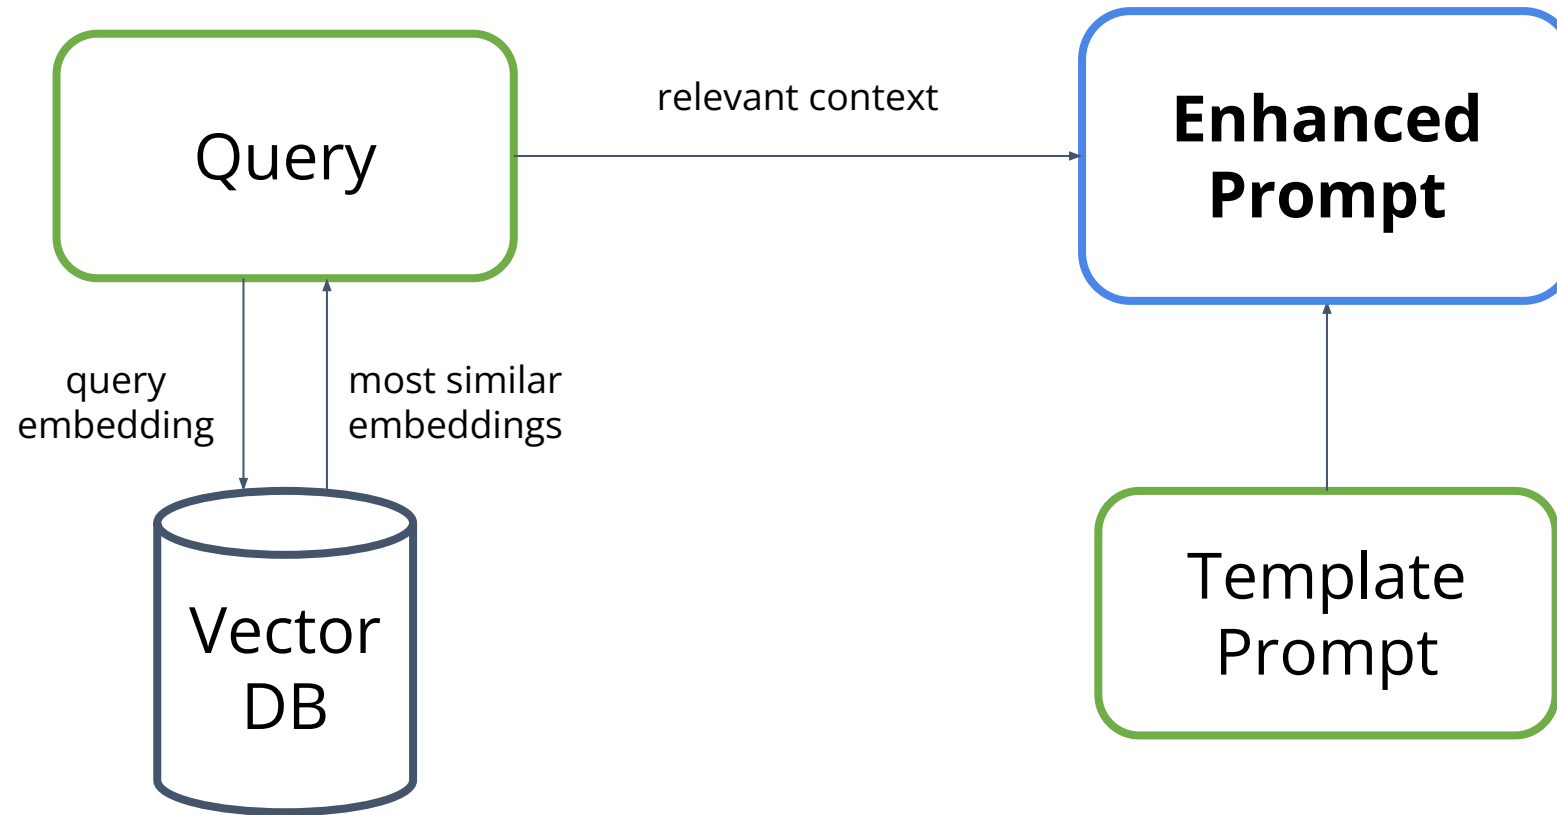 Query
relevant context
Enhanced
Prompt
query
embedding
most similar
embeddings
Vector
DB
Template
Prompt